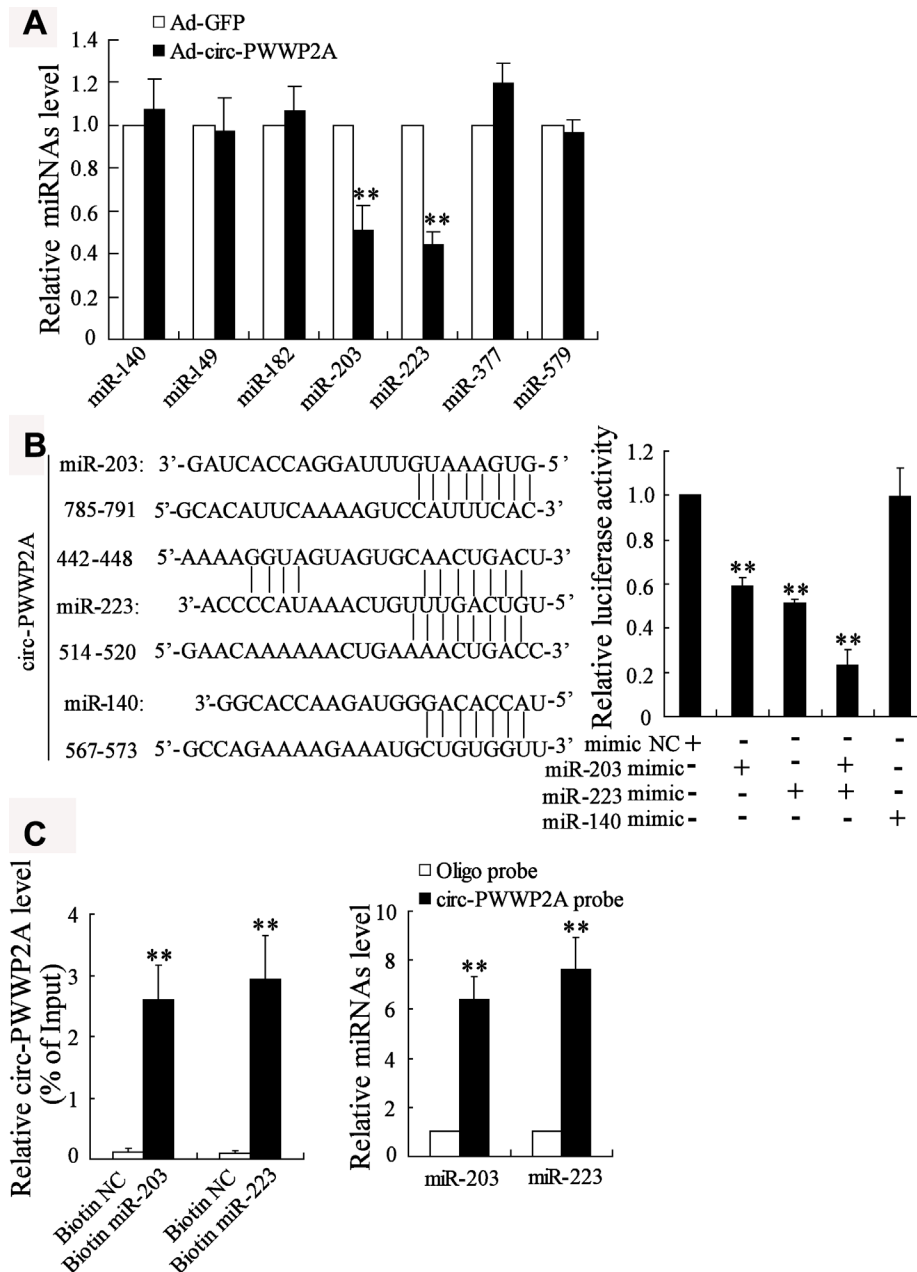 A
Ad-GFP
Ad-circ-PWWP2A
Relative miRNAs level
1.4
1.2
1.0
0.8
0.6
0.4
0.2
0
**
**
miR-140
miR-149
miR-182
miR-203
miR-223
miR-377
miR-579
B
circ-PWWP2A
miR-203: 3'-GAUCACCAGGAUUUGUAAAGUG-5'
785-791 5'-GCACAUUCAAAAGUCCAUUUCAC-3'
442-448 5'-AAAAGGUAGUAGUGCAACUGACU-3'
miR-223: 3'-ACCCCAUAAACUGUUUGACUGU-5'
514-520 5'-GAACAAAAAACUGAAAACUGACC-3'
miR-140: 3'-GGCACCAAGAUGGGACACCAU-5'
567-573 5'-GCCAGAAAAGAAAUGCUGUGGUU-3'
Relative luciferase activity
1.2
1.0
0.8
0.6
0.4
0.2
0
**
**
**
mimic NC + - - - -
miR-203 mimic - + - + -
miR-223 mimic - - + + -
miR-140 mimic - - - - +
C
Relative circ-PWWP2A level
(% of Input)
4
3
2
1
0
**
**
Biotin NC
Biotin miR-203
Biotin NC
Biotin miR-223
Oligo probe
circ-PWWP2A probe
Relative miRNAs level
10
8
6
4
2
0
**
**
miR-203
miR-223